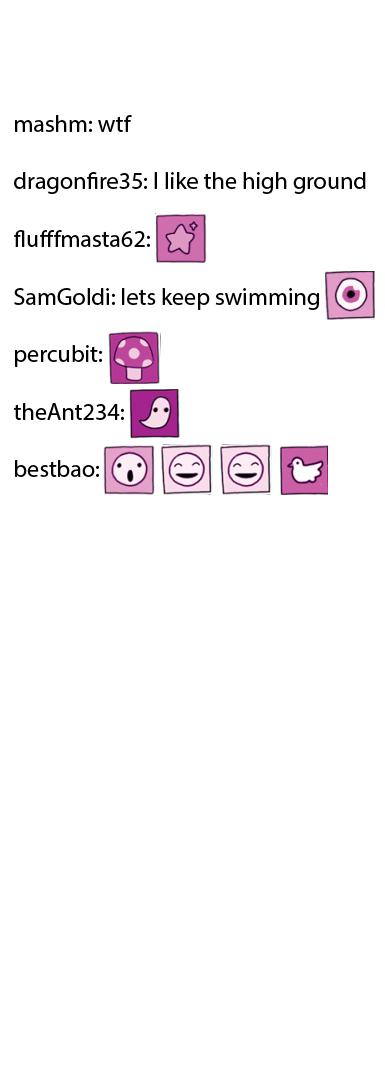 mashm: wtf
dragonfire35: I like the high ground
flufffmasta62:
SamGoldi: lets keep swimming
percubit:
theAnt234:
bestbao: